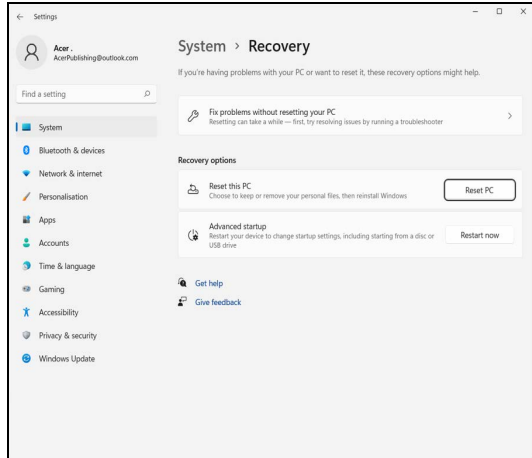 Settings
Acer .
AcerPublishing@outlook.com
Find a setting
System
Bluetooth & devices
Network & internet
Personalisation
Apps
Accounts
Time & language
Gaming
Accessibility
Privacy & security
Windows Update
System > Recovery
If you're having problems with your PC or want to reset it, these recovery options might help.
Fix problems without resetting your PC
Resetting can take a while — first, try resolving issues by running a troubleshooter
Recovery options
Reset this PC
Choose to keep or remove your personal files, then reinstall Windows
Reset PC
Advanced startup
Restart your device to change startup settings, including starting from a disc or
USB drive
Restart now
Get help
Give feedback